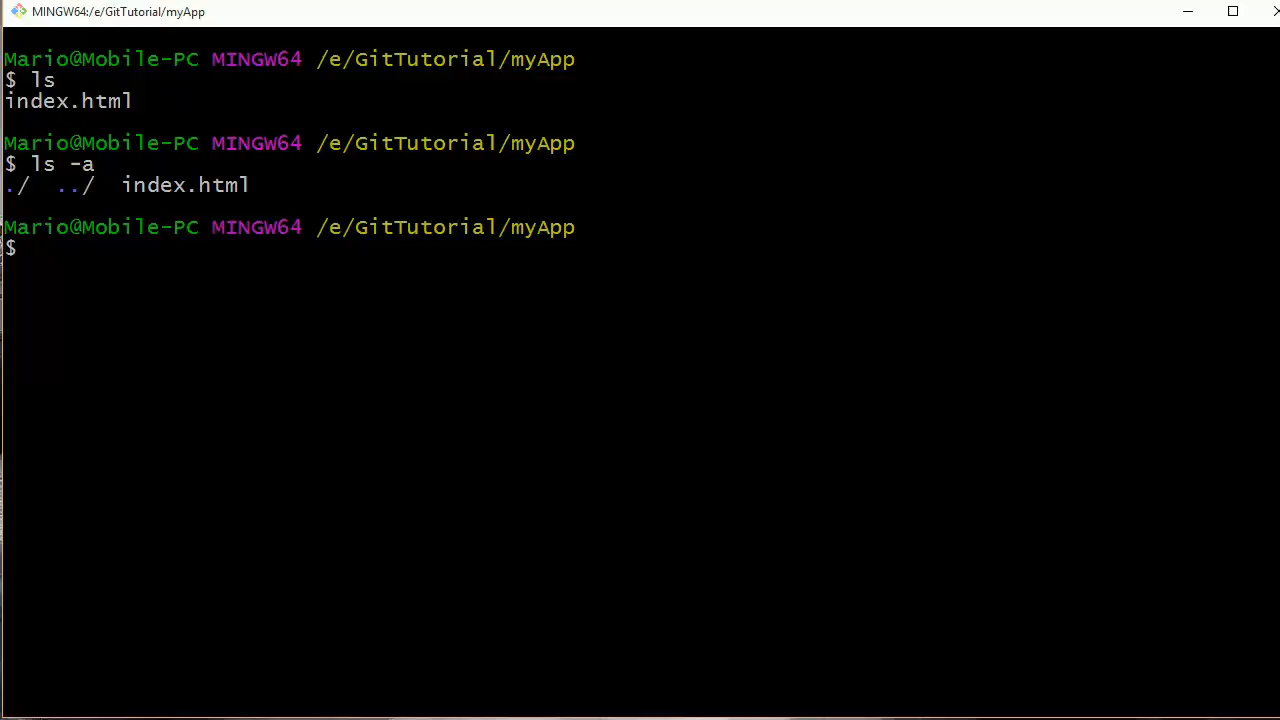 MINGW64:/e/GitTutorial/myApp
Mario@Mobile-PC MINGW64 /e/GitTutorial/myApp
$ ls
index.html
Mario@Mobile-PC MINGW64 /e/GitTutorial/myApp
$ ls -a
./ ../ index.html
Mario@Mobile-PC MINGW64 /e/GitTutorial/myApp
$